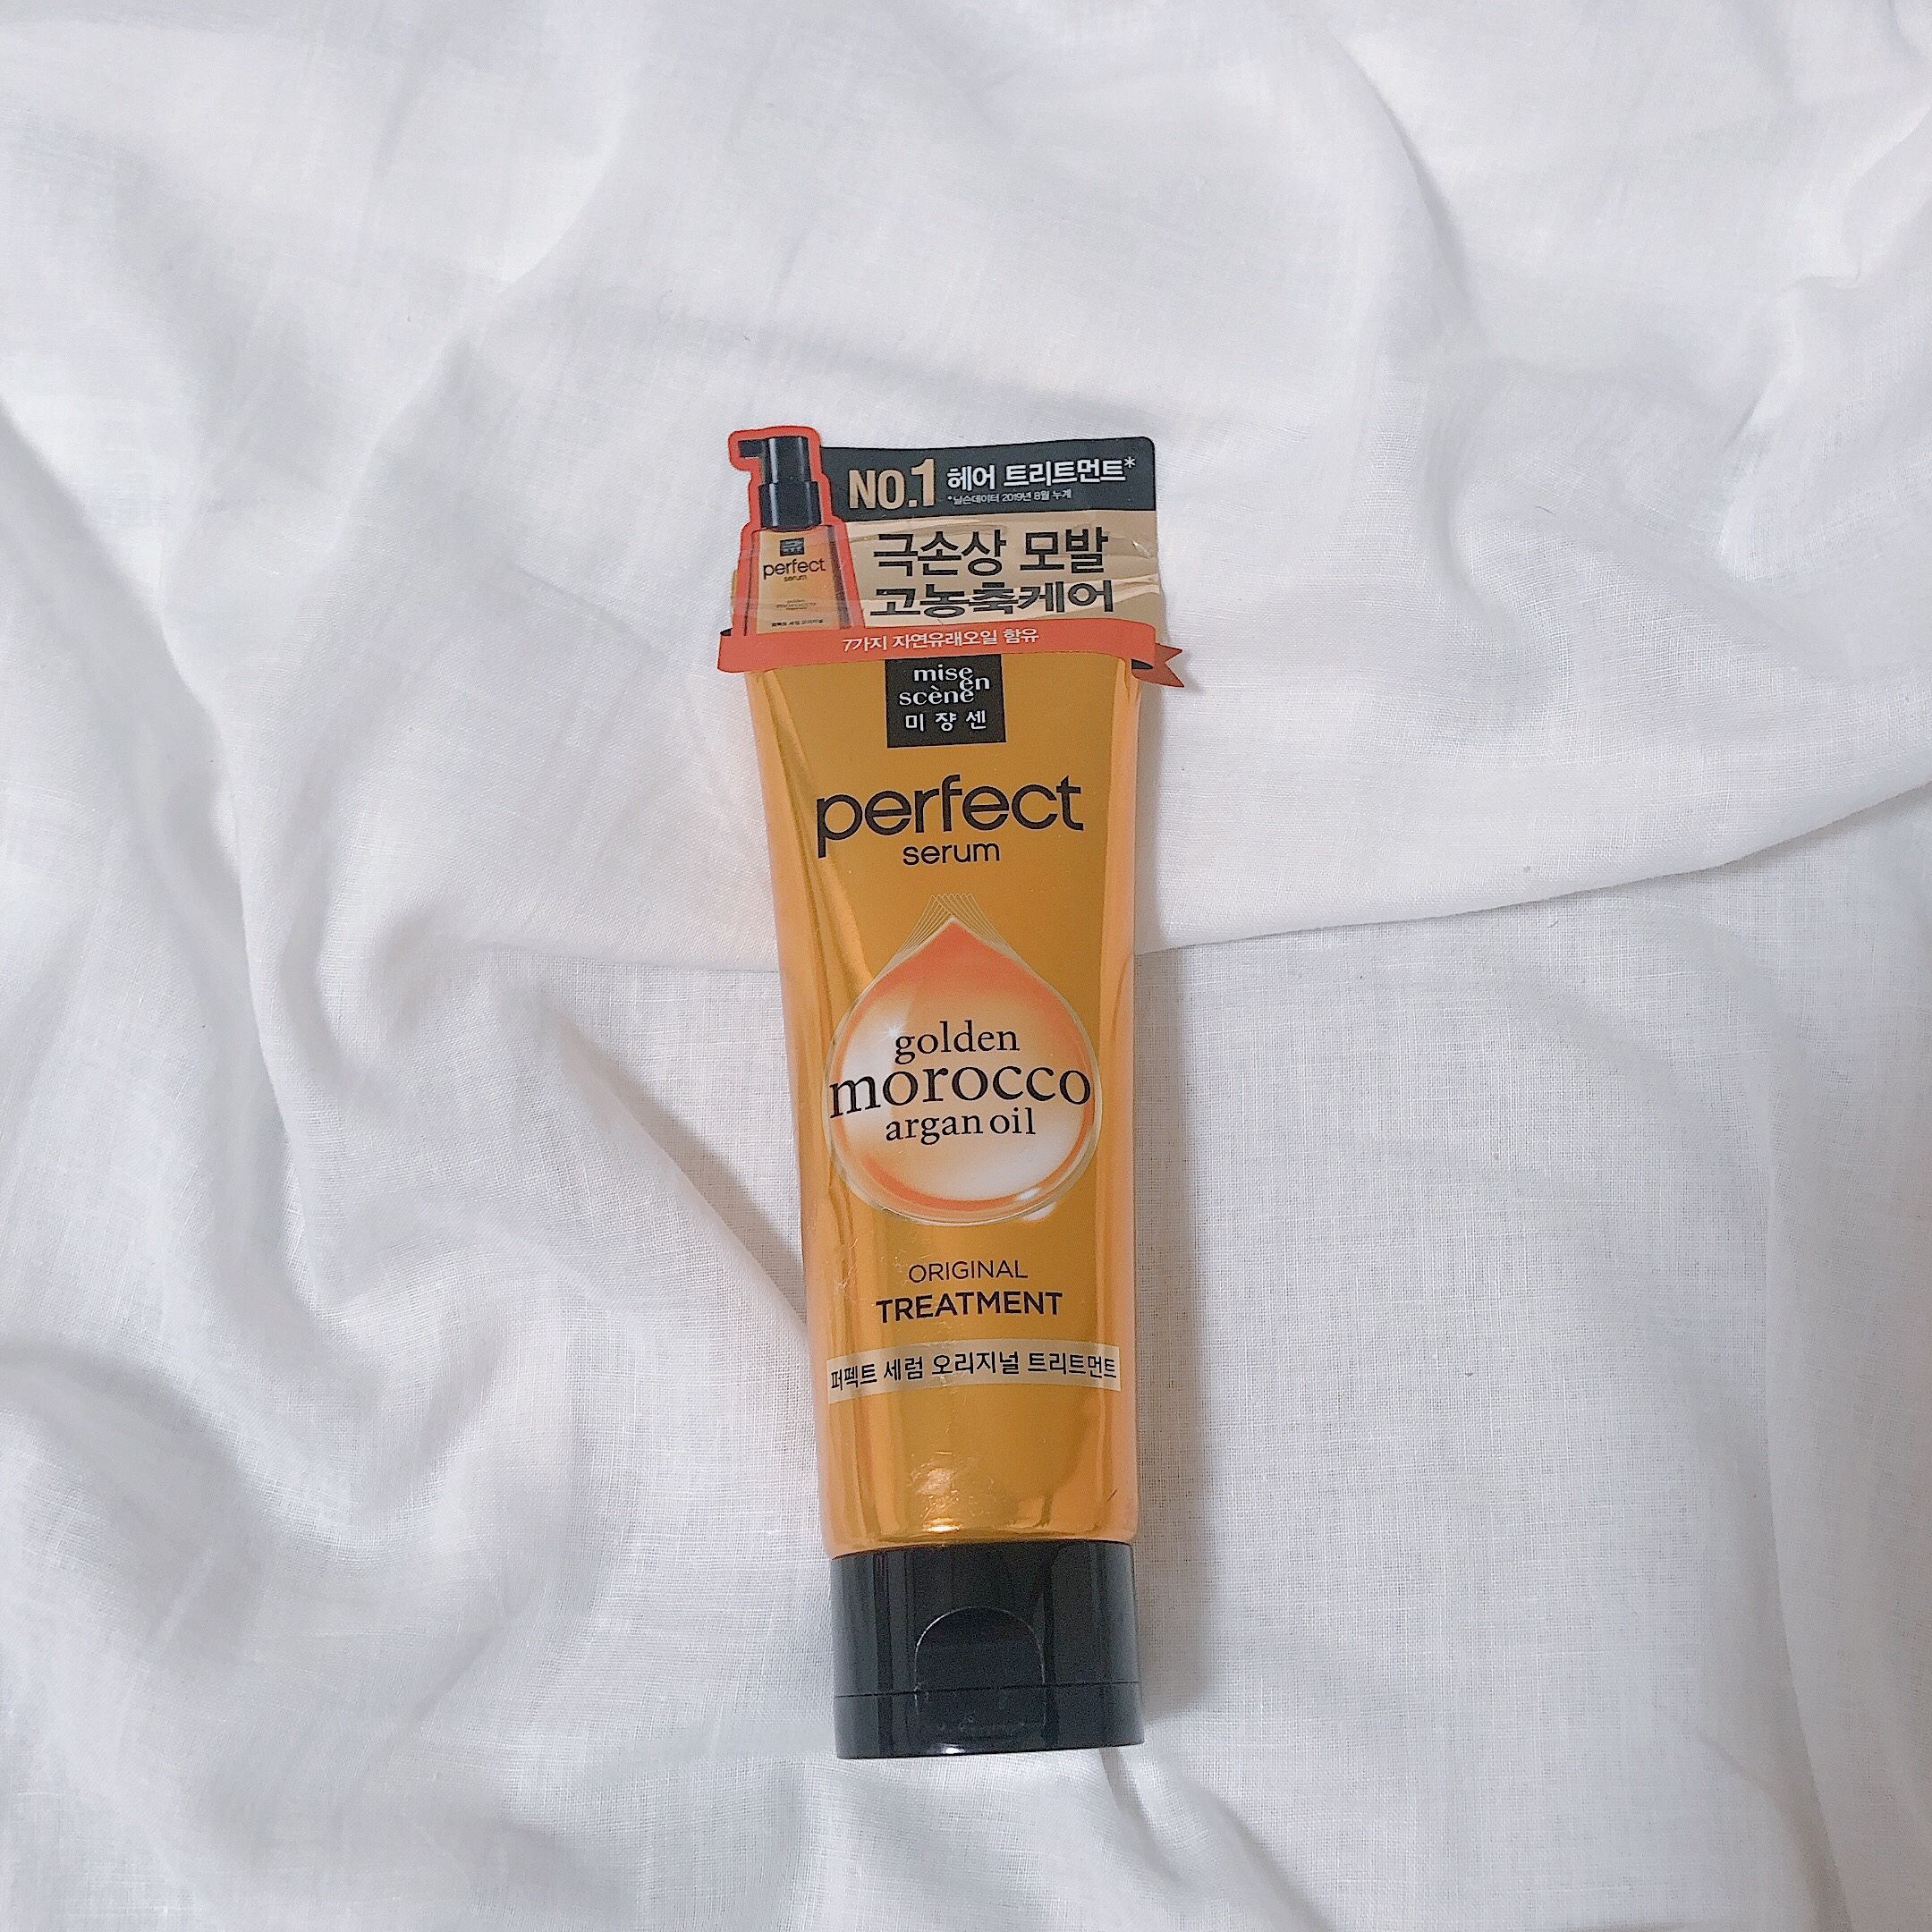 NO.1 헤어 트리트먼트*
*닐슨데이터 2019년 8월 누계
극손상 모발
고농축케어
perfect
serum
morocco
7가지 자연유래오일 함유
mise
en
scène
미쟝센
perfect
serum
golden
morocco
argan oil
ORIGINAL
TREATMENT
퍼펙트 세럼 오리지널 트리트먼트